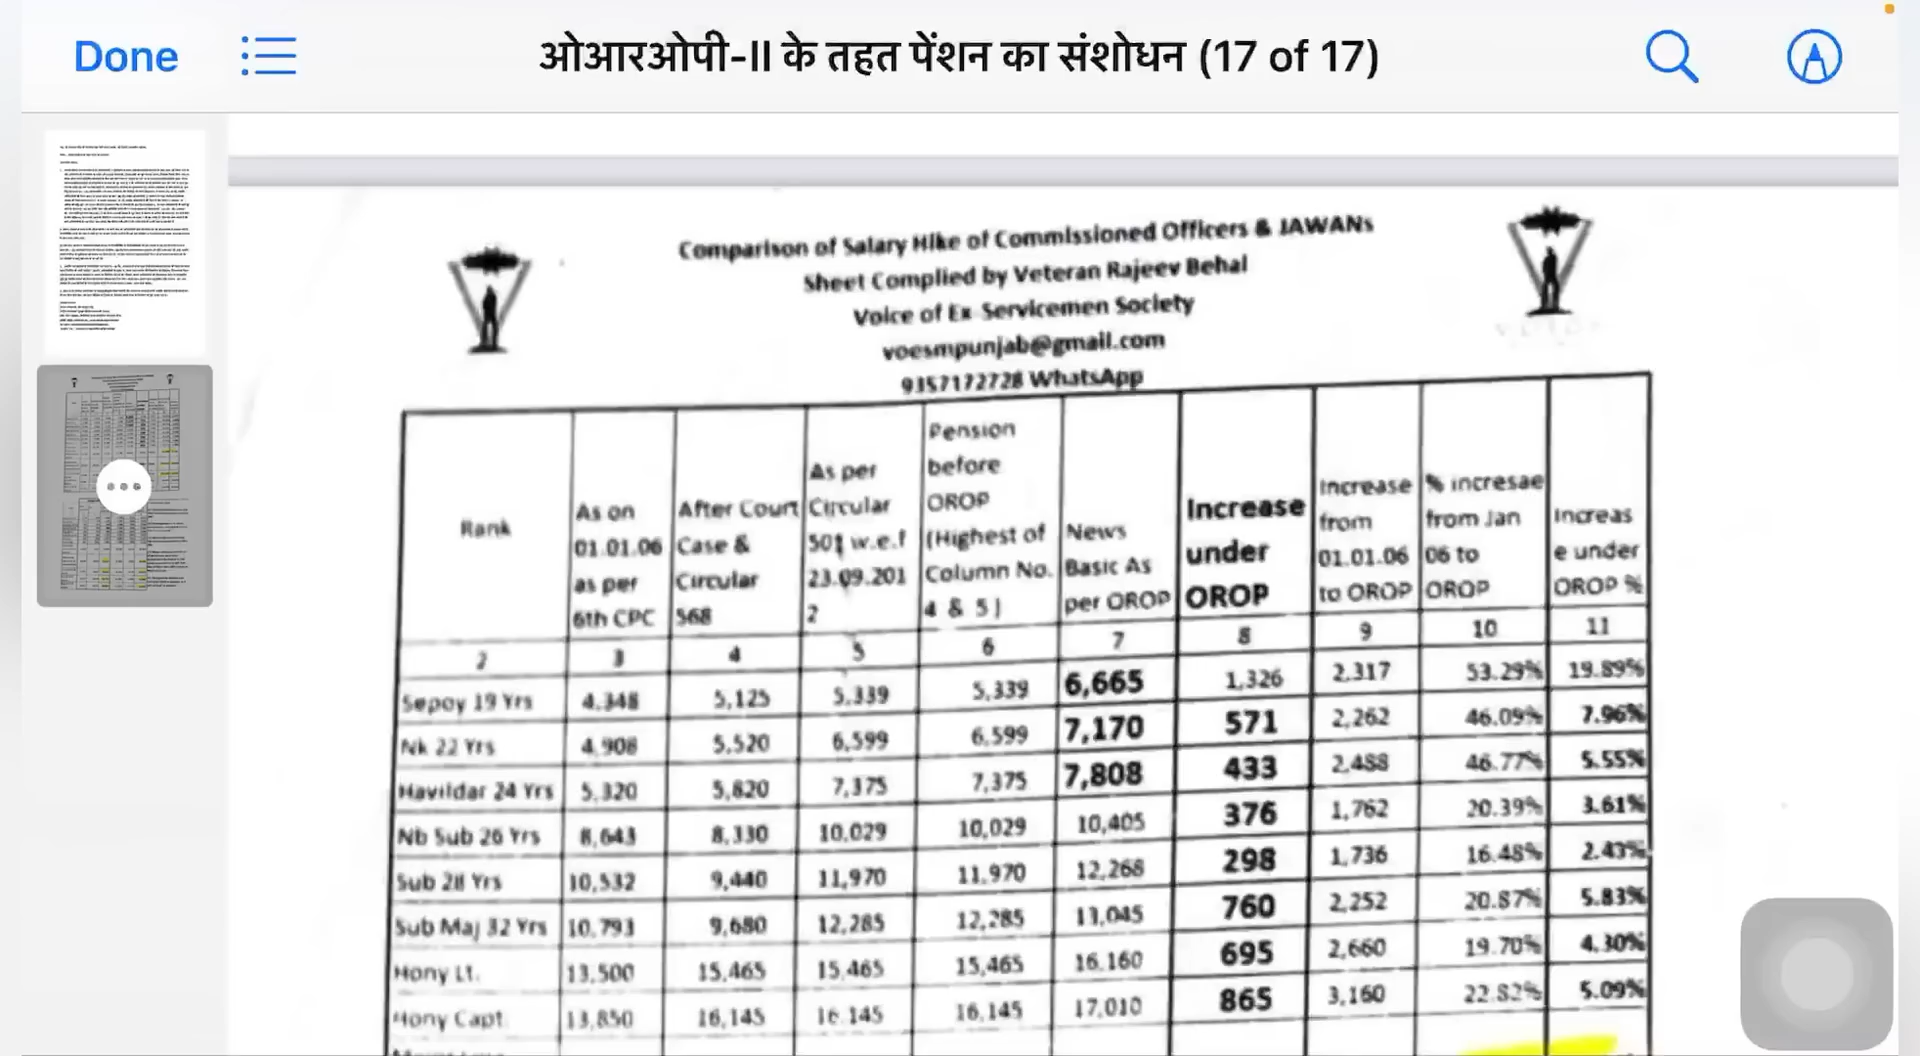 Done
ओआरओपी-II के तहत पेंशन का संशोधन (17 of 17)
Comparison of Salary Hike of Commissioned Officers & JAWANs
Sheet Complied by Veteran Rajeev Behal
Voice of Ex Servicemen Society
voesmpunjab@gmail.com
9357172728 WhatsApp
Rank
As on
01.01.06
as per
6th CPC
After Court
Case &
Circular
568
As per
Circular
501 w.e.f
23.09.201
2
Pension
before
OROP
(Highest of
Column No.
4 & 5)
News
Basic As
per OROP
Increase
under
OROP
Increase
from
01.01.06
to OROP
% incresae
from Jan
06 to
OROP
Increas
e under
OROP %
2 3 4 5 6 7 8 9 10 11
Sepoy 19 Yrs 4,348 5,125 5,339 5,339 6,665 1,326 2,317 53.29% 19.89%
Nk 22 Yrs 4,908 5,520 6,599 6,599 7,170 571 2,262 46.09% 7.96%
Havildar 24 Yrs 5,320 5,820 7,375 7,375 7,808 433 2,488 46.77% 5.55%
Nb Sub 26 Yrs 8,643 8,330 10,029 10,029 10,405 376 1,762 20.39% 3.61%
Sub 28 Yrs 10,532 9,440 11,970 11,970 12,268 298 1,736 16.48% 2.43%
Sub Maj 32 Yrs 10,793 9,680 12,285 12,285 13,045 760 2,252 20.87% 5.83%
Hony Lt. 13,500 15,465 15,465 15,465 16,160 695 2,660 19.70% 4.30%
Hony Capt 13,850 16,145 16,145 16,145 17,010 865 3,160 22.82% 5.09%